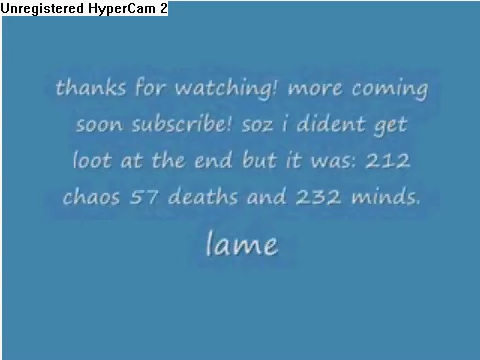 Unregistered HyperCam 2
thanks for watching! more coming
soon subscribe! soz i dident get
loot at the end but it was: 212
chaos 57 deaths and 232 minds.
lame